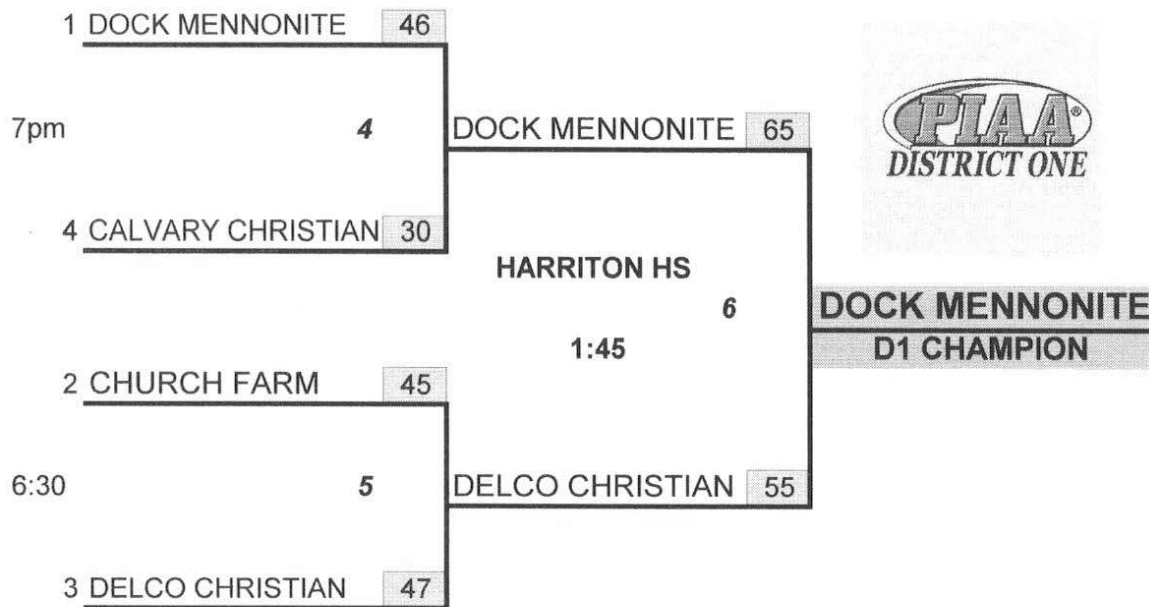 1 DOCK MENNONITE 46
7pm 4
4 CALVARY CHRISTIAN 30
DOCK MENNONITE 65
HARRITON HS
6
1:45
2 CHURCH FARM 45
6:30 5
3 DELCO CHRISTIAN 47
DELCO CHRISTIAN 55
PIAA®
DISTRICT ONE
DOCK MENNONITE
D1 CHAMPION